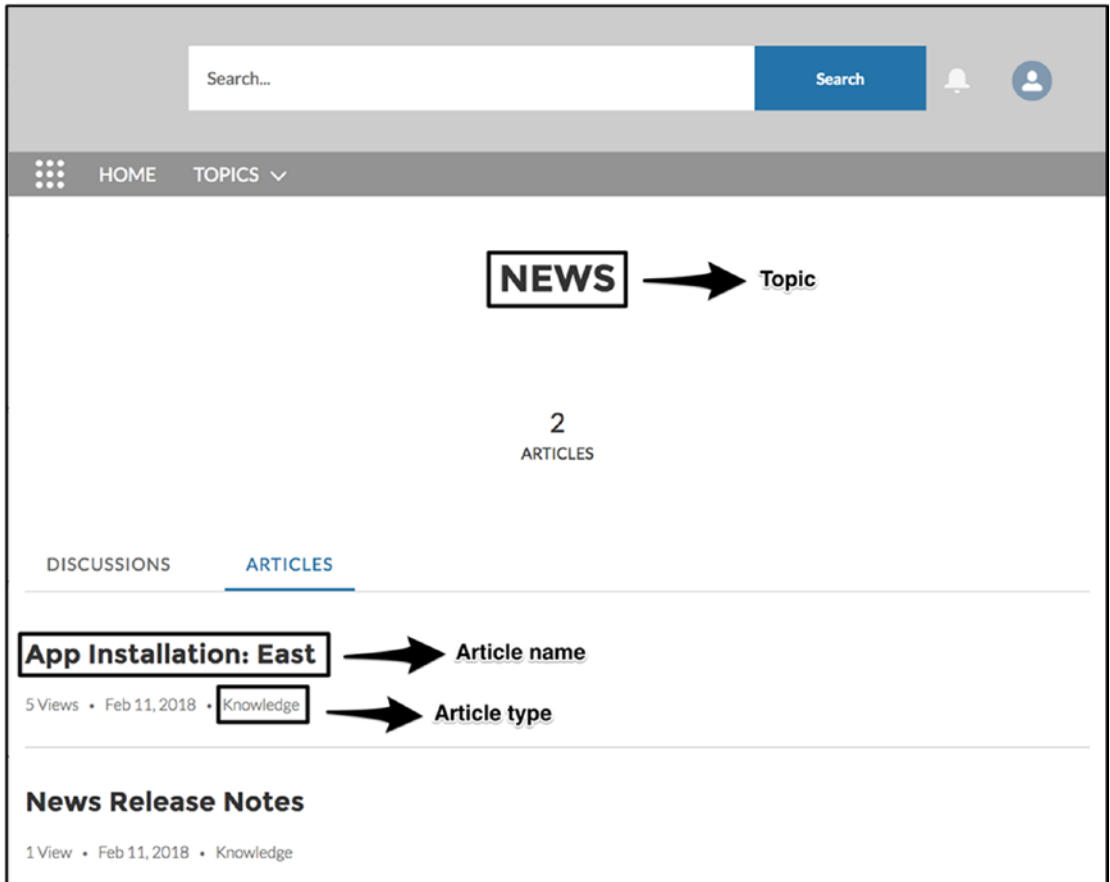 Search... Search
HOME TOPICS
NEWS Topic
2
ARTICLES
DISCUSSIONS ARTICLES
App Installation: East Article name
5 Views • Feb 11, 2018 • Knowledge Article type
News Release Notes
1 View • Feb 11, 2018 • Knowledge